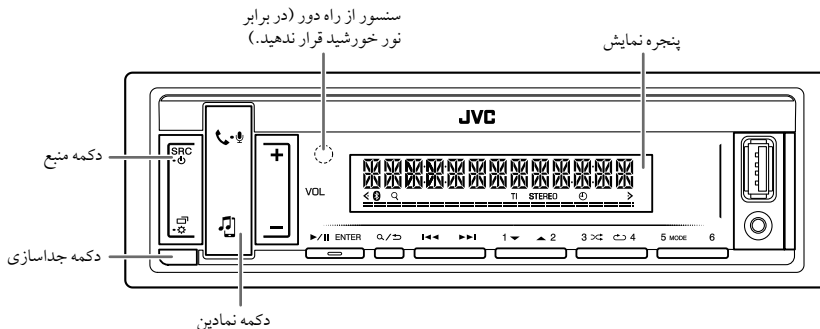 سنسور از راه دور (در برابر
نور خورشید قرار ندهید.)
پنجره نمایش
JVC
دکمه منبع
SRC
VOL
TI STEREO
ENTER 1 2 3 4 5 MODE 6
دکمه جداسازی
دکمه نمادین